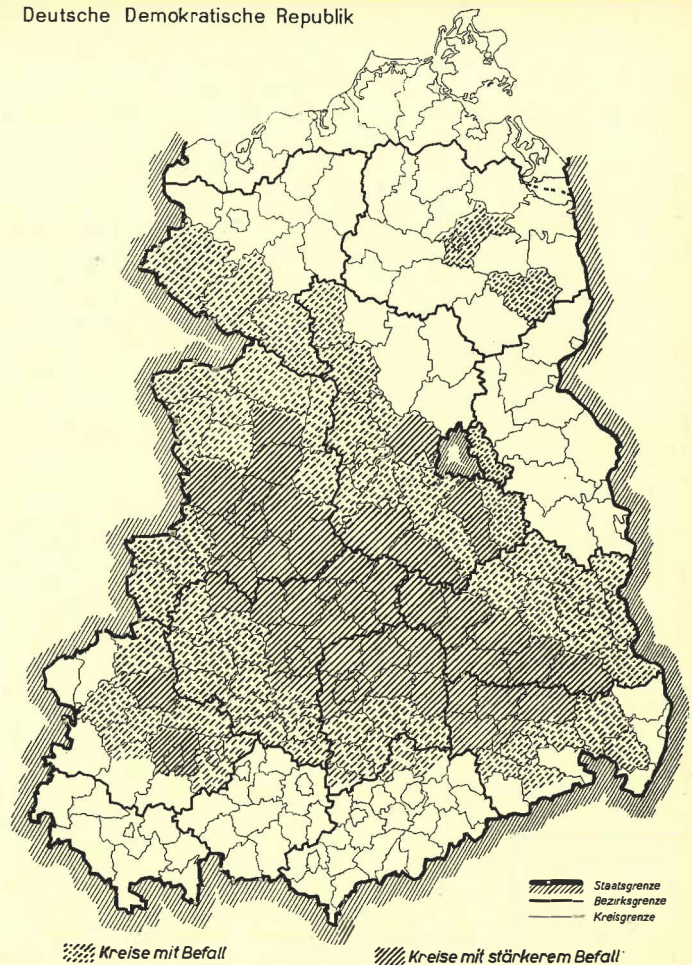 Deutsche Demokratische Republik
Staatsgrenze
Bezirksgrenze
Kreisgrenze
Kreise mit Befall
Kreise mit stärkerem Befall